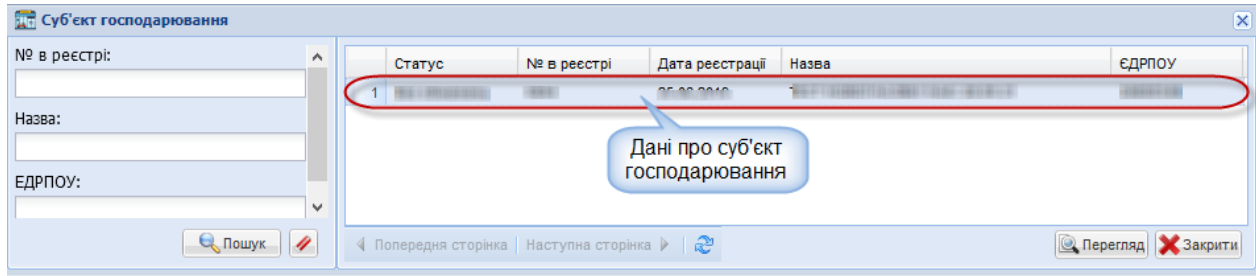 Суб'єкт господарювання
№ в реєстрі:
Назва:
ЕДРПОУ:
Пошук
Статус № в реєстрі Дата реєстрації Назва ЄДРПОУ
1
Дані про суб'єкт
господарювання
Попередня сторінка Наступна сторінка
Перегляд Закрити